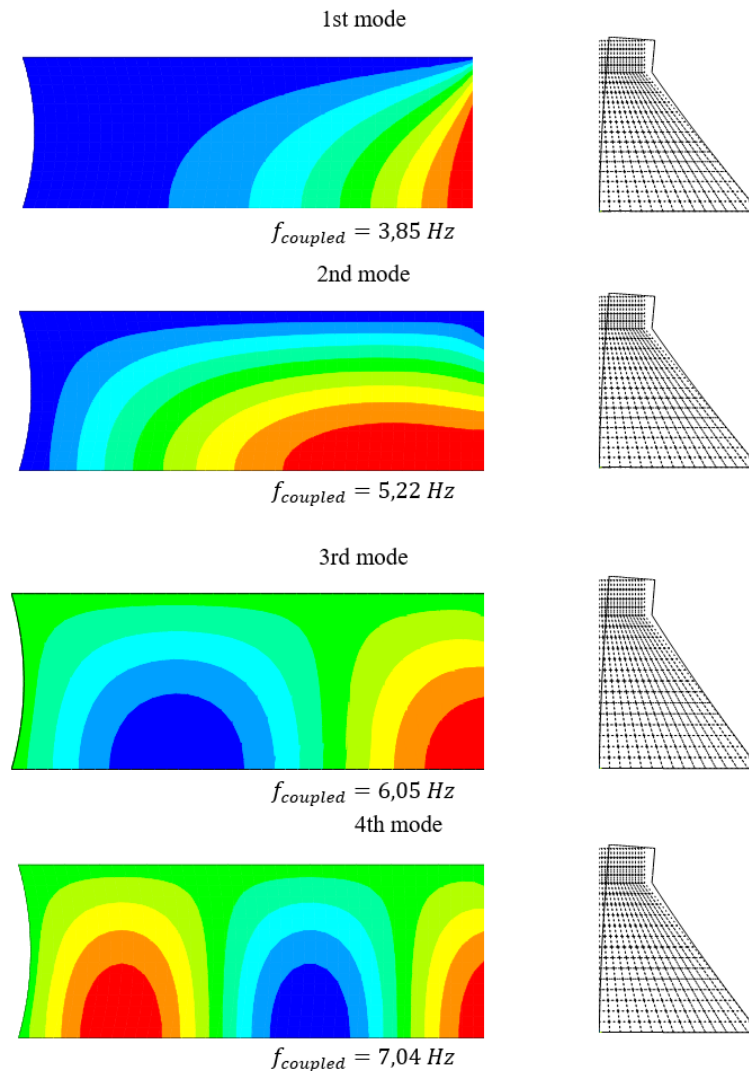 1st mode
f_coupled = 3,85 Hz
2nd mode
f_coupled = 5,22 Hz
3rd mode
f_coupled = 6,05 Hz
4th mode
f_coupled = 7,04 Hz